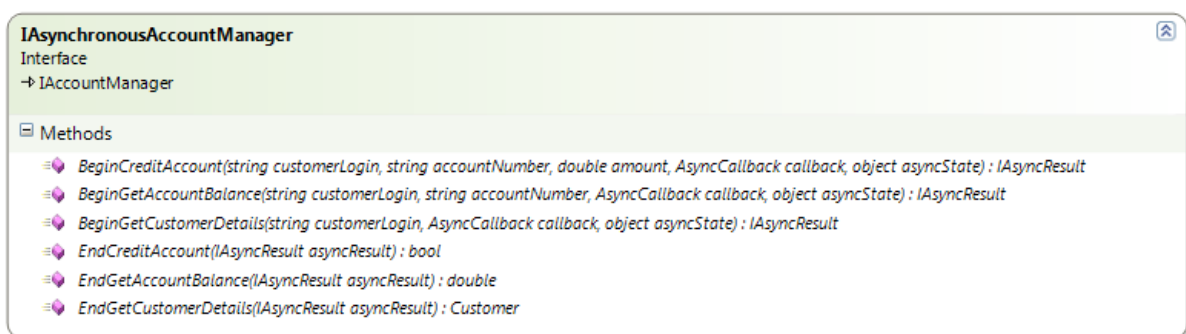 IAsynchronousAccountManager
Interface
IAccountManager
Methods
BeginCreditAccount(string customerLogin, string accountNumber, double amount, AsyncCallback callback, object asyncState) : IAsyncResult
BeginGetAccountBalance(string customerLogin, string accountNumber, AsyncCallback callback, object asyncState) : IAsyncResult
BeginGetCustomerDetails(string customerLogin, AsyncCallback callback, object asyncState) : IAsyncResult
EndCreditAccount(IAsyncResult asyncResult) : bool
EndGetAccountBalance(IAsyncResult asyncResult) : double
EndGetCustomerDetails(IAsyncResult asyncResult) : Customer